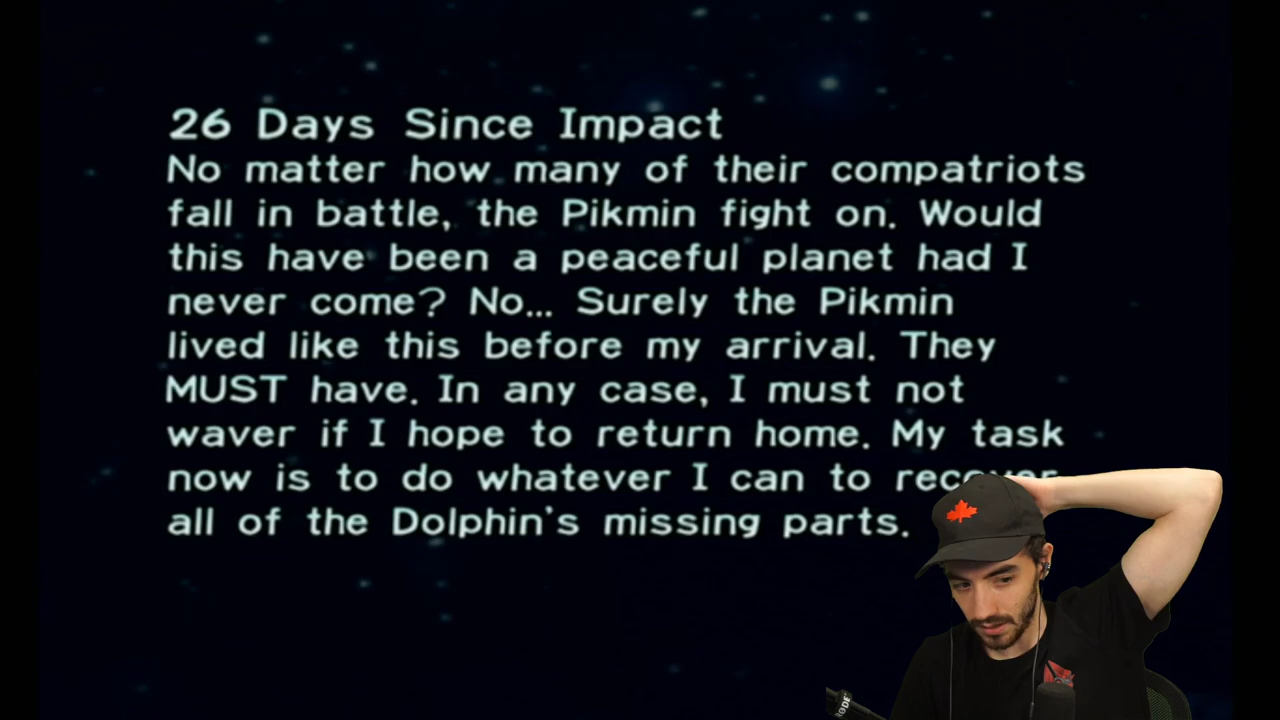 26 Days Since Impact
No matter how many of their compatriots
fall in battle, the Pikmin fight on. Would
this have been a peaceful planet had I
never come? No... Surely the Pikmin
lived like this before my arrival. They
MUST have. In any case, I must not
waver if I hope to return home. My task
now is to do whatever I can to recover
all of the Dolphin's missing parts.
RODE